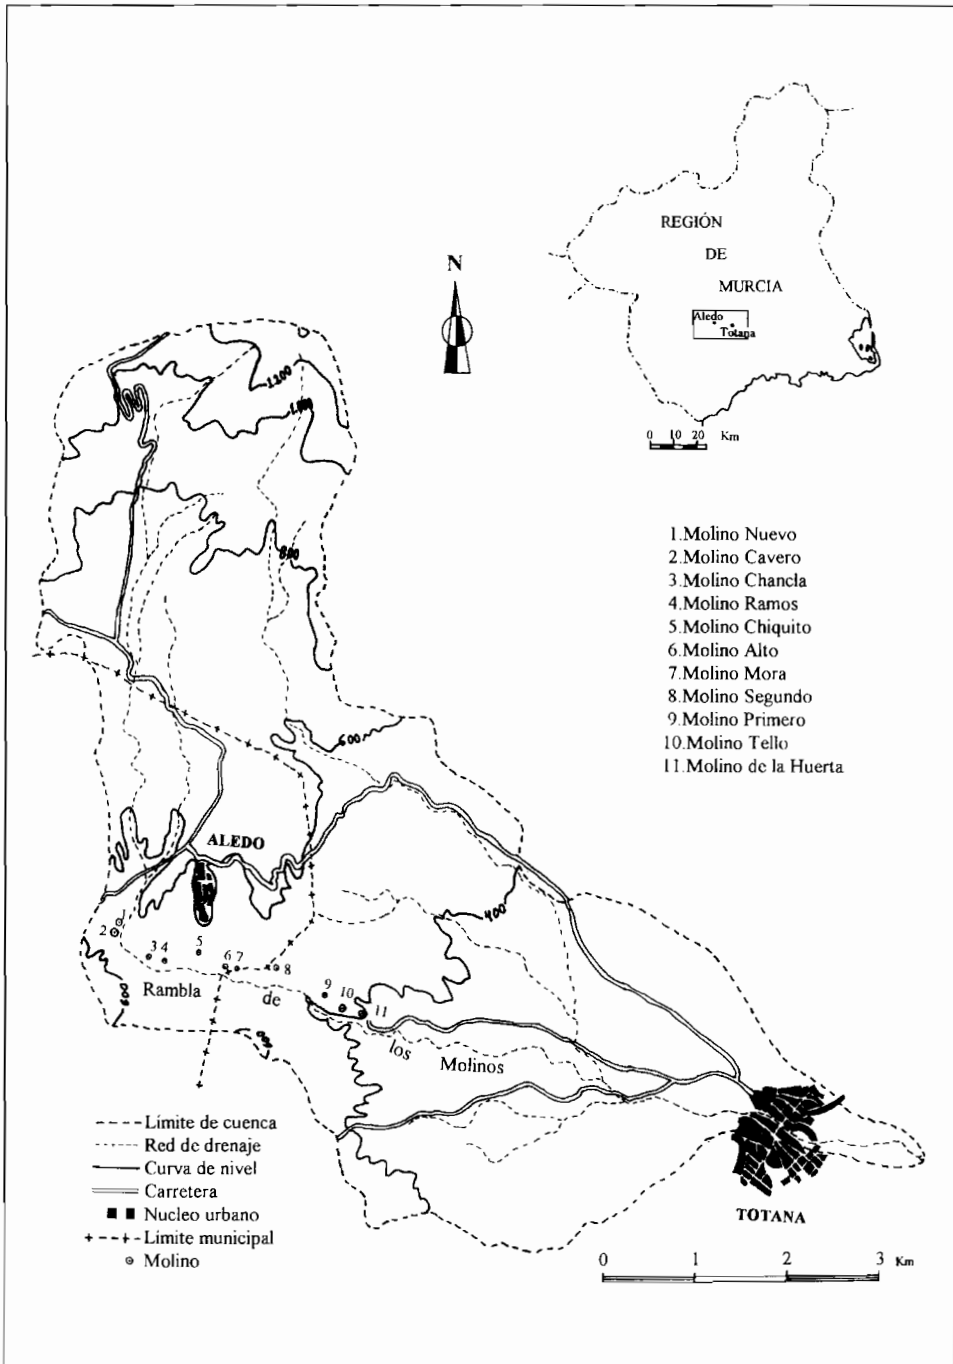 REGIÓN
DE
MURCIA
Aledo
Totana
N
0 10 20 Km
1.Molino Nuevo
2.Molino Cavero
3.Molino Chancla
4.Molino Ramos
5.Molino Chiquito
6.Molino Alto
7.Molino Mora
8.Molino Segundo
9.Molino Primero
10.Molino Tello
11.Molino de la Huerta
1.200
800
600
ALEDO
400
1
2
3 4
5
6 7
8
9
10
11
600
Rambla
de
los
Molinos
Límite de cuenca
Red de drenaje
Curva de nivel
Carretera
Nucleo urbano
Límite municipal
Molino
TOTANA
0 1 2 3 Km